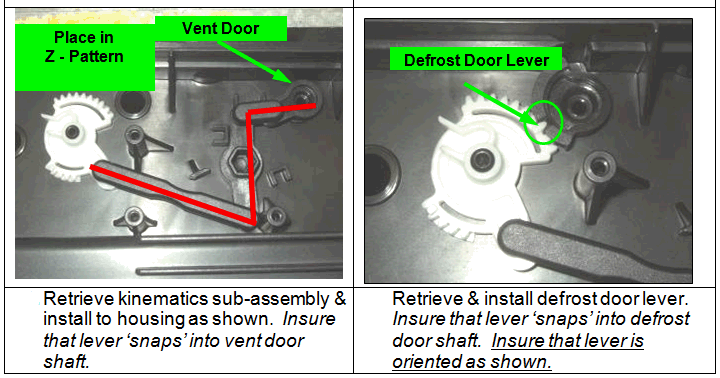 Place in
Z - Pattern
Vent Door
Retrieve kinematics sub-assembly &
install to housing as shown.  Insure
that lever ‘snaps’ into vent door
shaft.
Defrost Door Lever
Retrieve & install defrost door lever.
Insure that lever ‘snaps’ into defrost
door shaft.  Insure that lever is
oriented as shown.